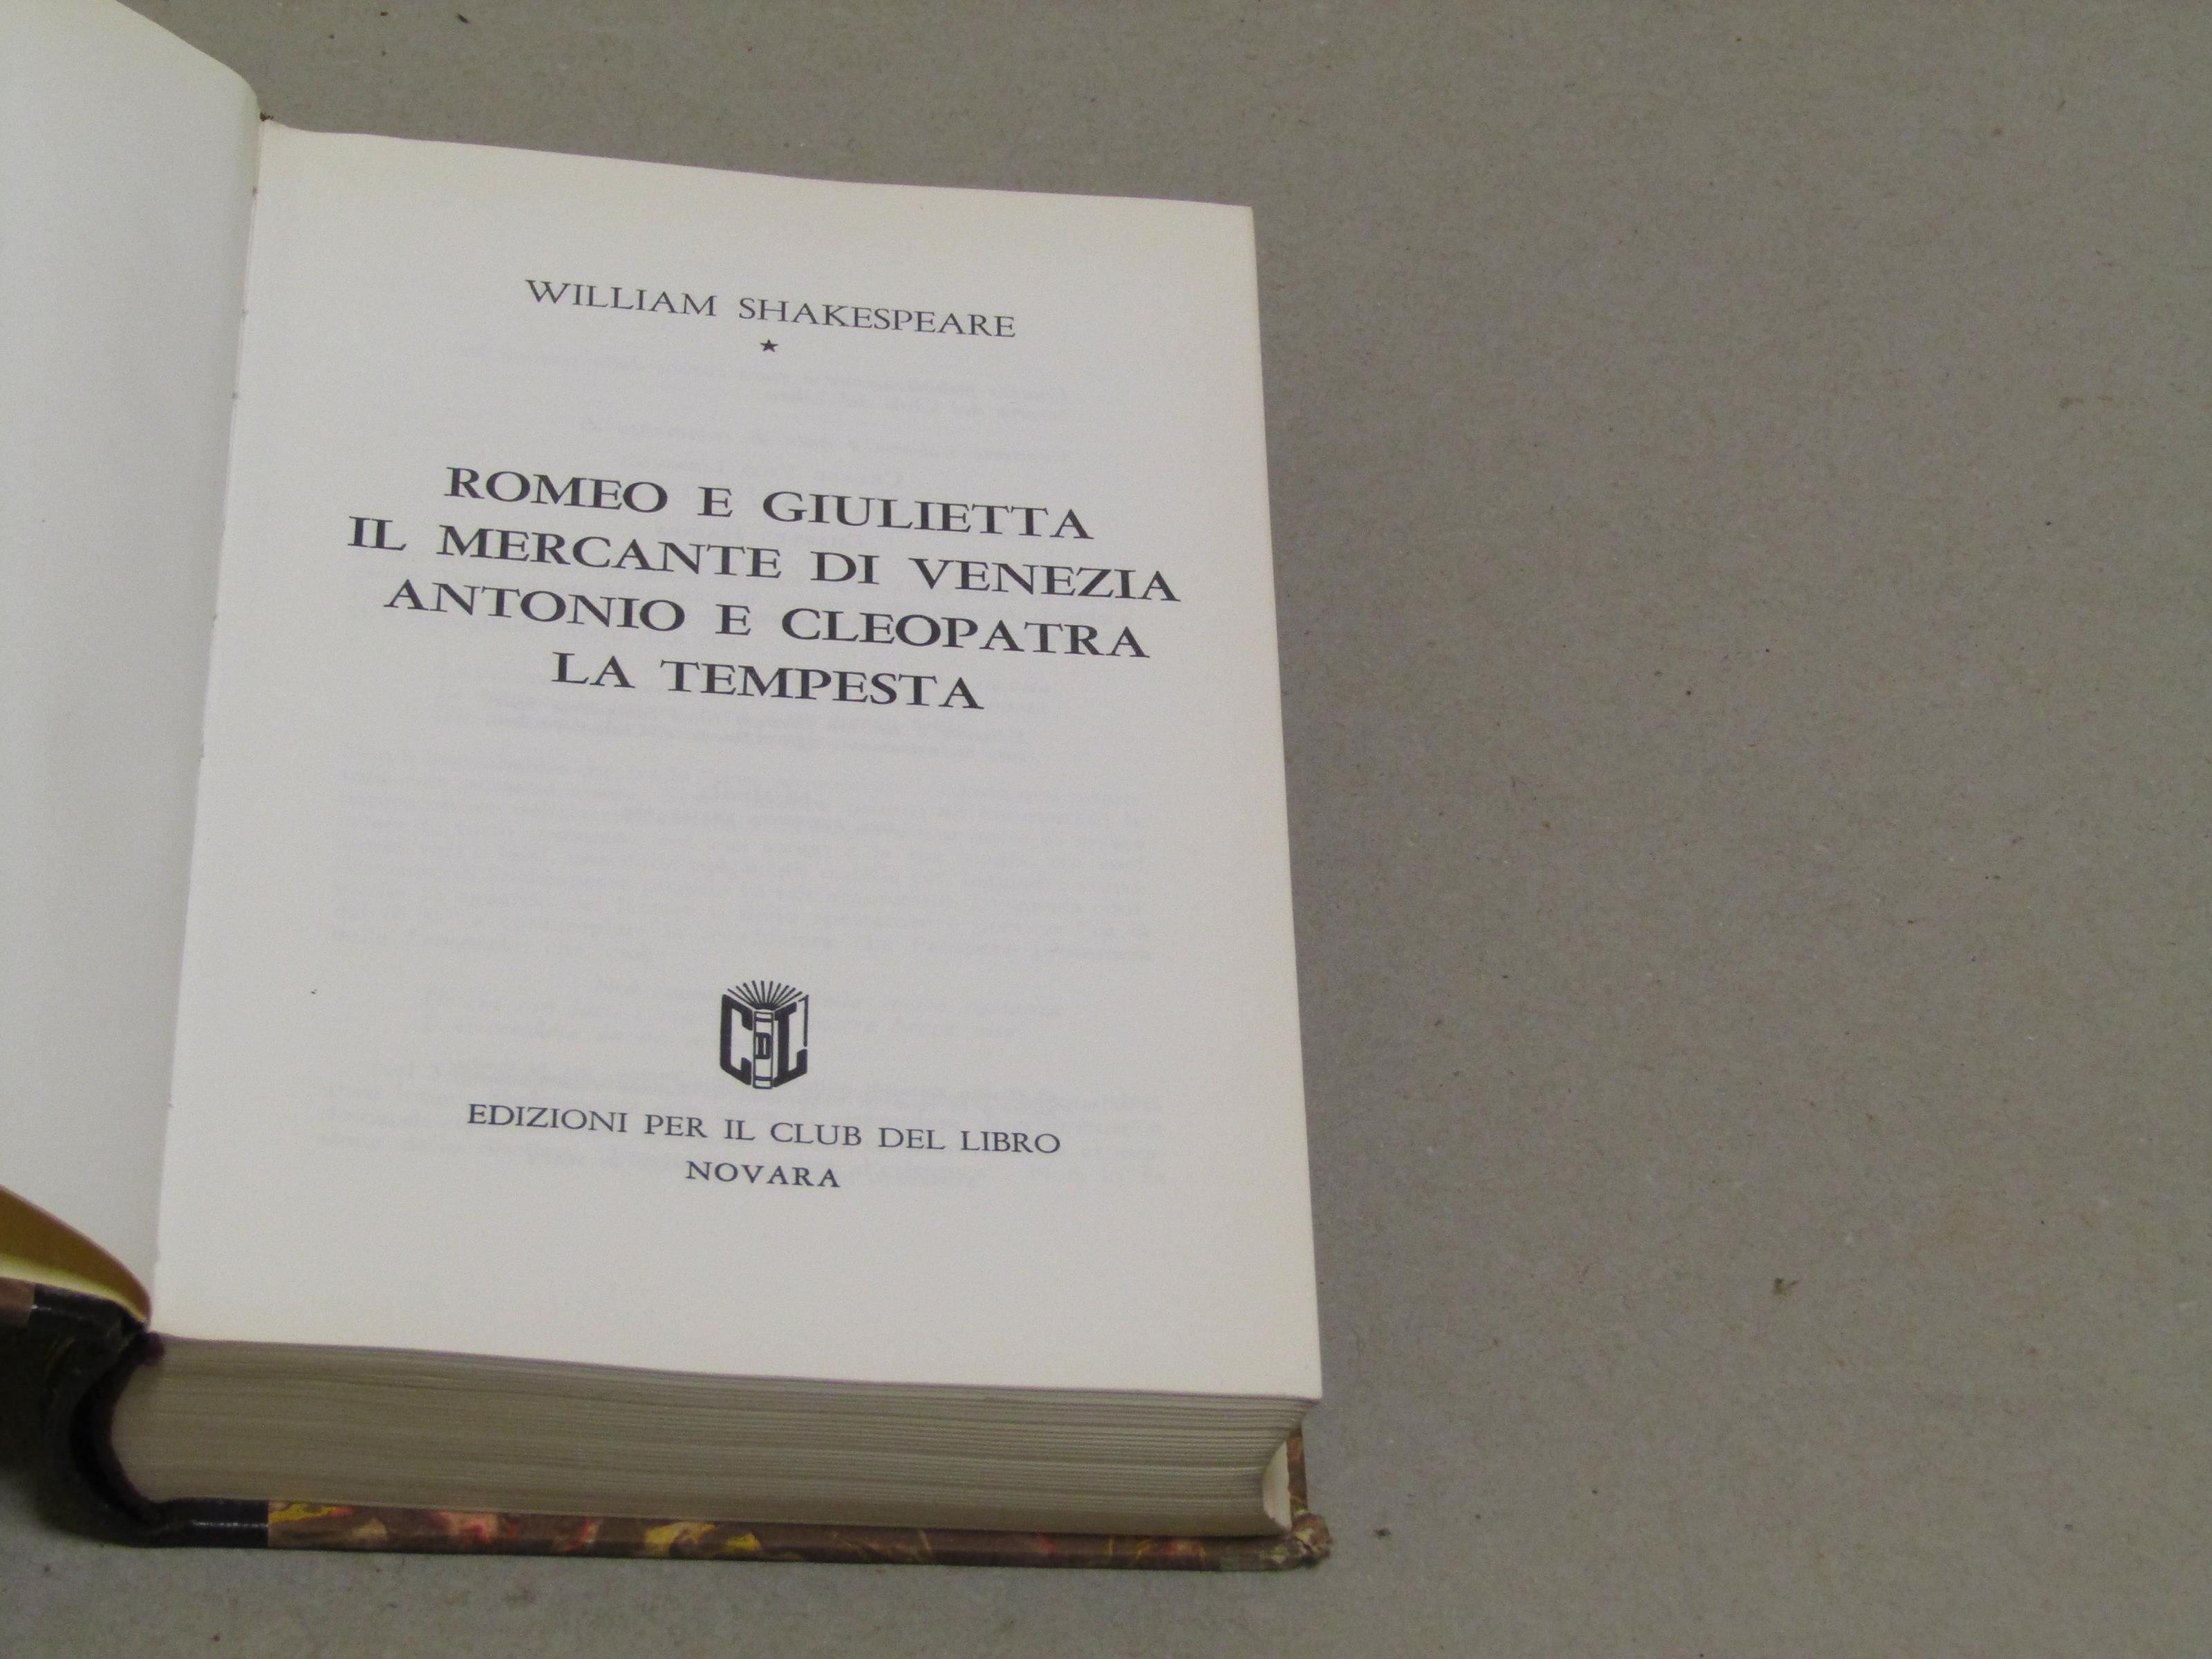 WILLIAM SHAKESPEARE
★
ROMEO E GIULIETTA
IL MERCANTE DI VENEZIA
ANTONIO E CLEOPATRA
LA TEMPESTA
CDL
EDIZIONI PER IL CLUB DEL LIBRO
NOVARA